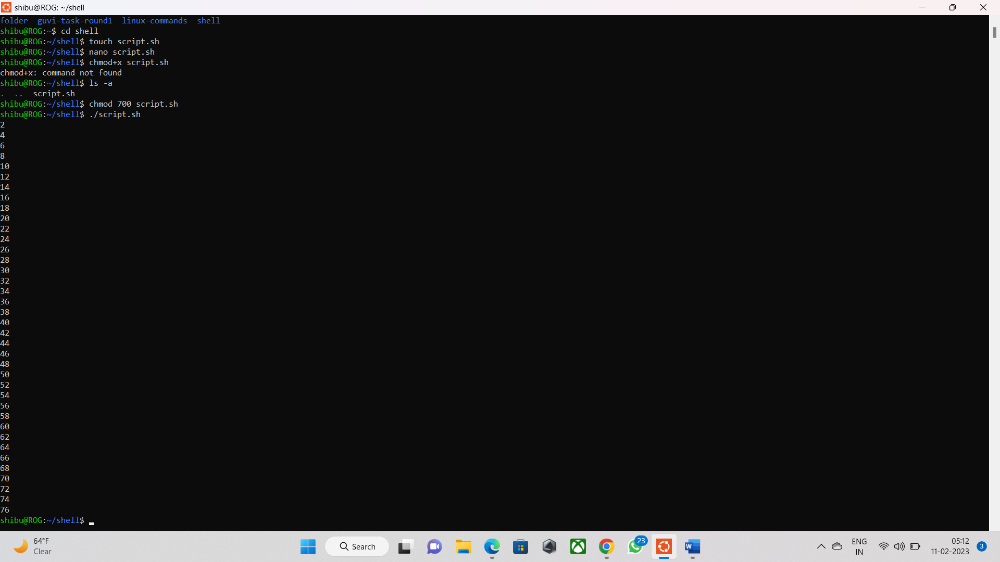 shibu@ROG: ~/shell
folder  guvi-task-round1  linux-commands  shell
shibu@ROG:~$ cd shell
shibu@ROG:~/shell$ touch script.sh
shibu@ROG:~/shell$ nano script.sh
shibu@ROG:~/shell$ chmod+x script.sh
chmod+x: command not found
shibu@ROG:~/shell$ ls -a
.  ..  script.sh
shibu@ROG:~/shell$ chmod 700 script.sh
shibu@ROG:~/shell$ ./script.sh
2
4
6
8
10
12
14
16
18
20
22
24
26
28
30
32
34
36
38
40
42
44
46
48
50
52
54
56
58
60
62
64
66
68
70
72
74
76
shibu@ROG:~/shell$
64°F
Clear
Search
23
W
ENG
IN
05:12
11-02-2023
3